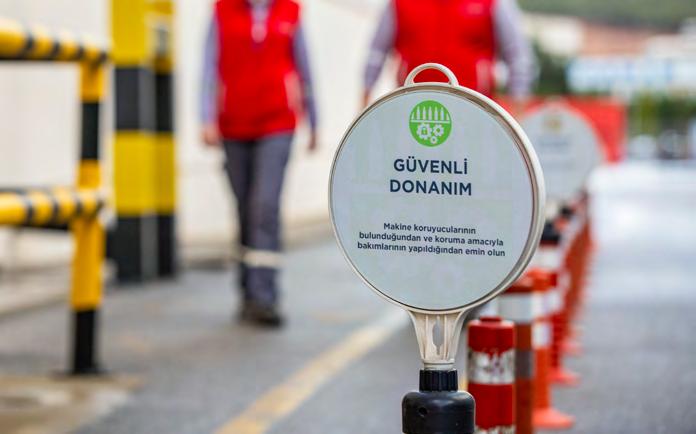 GÜVENLİ
DONANIM
Makine koruyucularının
bulunduğundan ve koruma amacıyla
bakımlarının yapıldığından emin olun